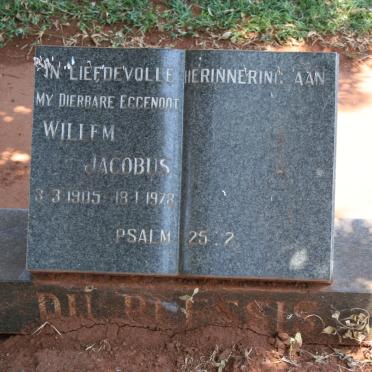 IN LIEFDEVOLLE HERINNERING AAN
MY DIERBARE EGGENOOT
WILLEM
JACOBUS
3-3-1905 18-1-1978
PSALM 25:2
DU PLESSIS